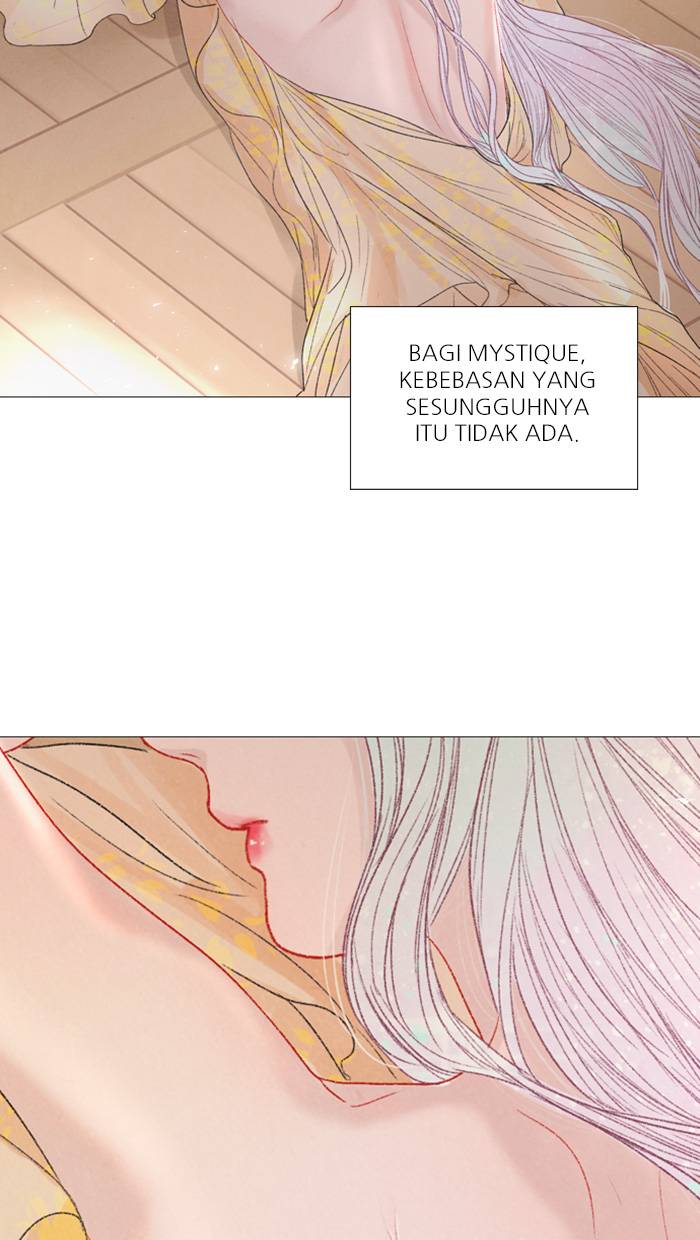 BAGI MYSTIQUE,
KEBEBASAN YANG
SESUNGGUHNYA
ITU TIDAK ADA.